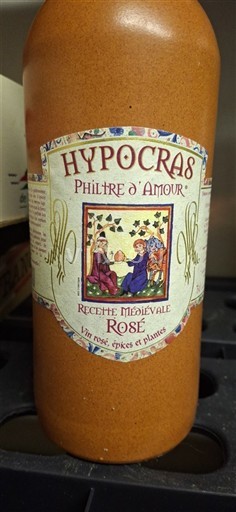 HYPOCRAS
PHILTRE D'AMOUR®
RECETTE MÉDIÉVALE
ROSÉ
Vin rosé, épices et plantes